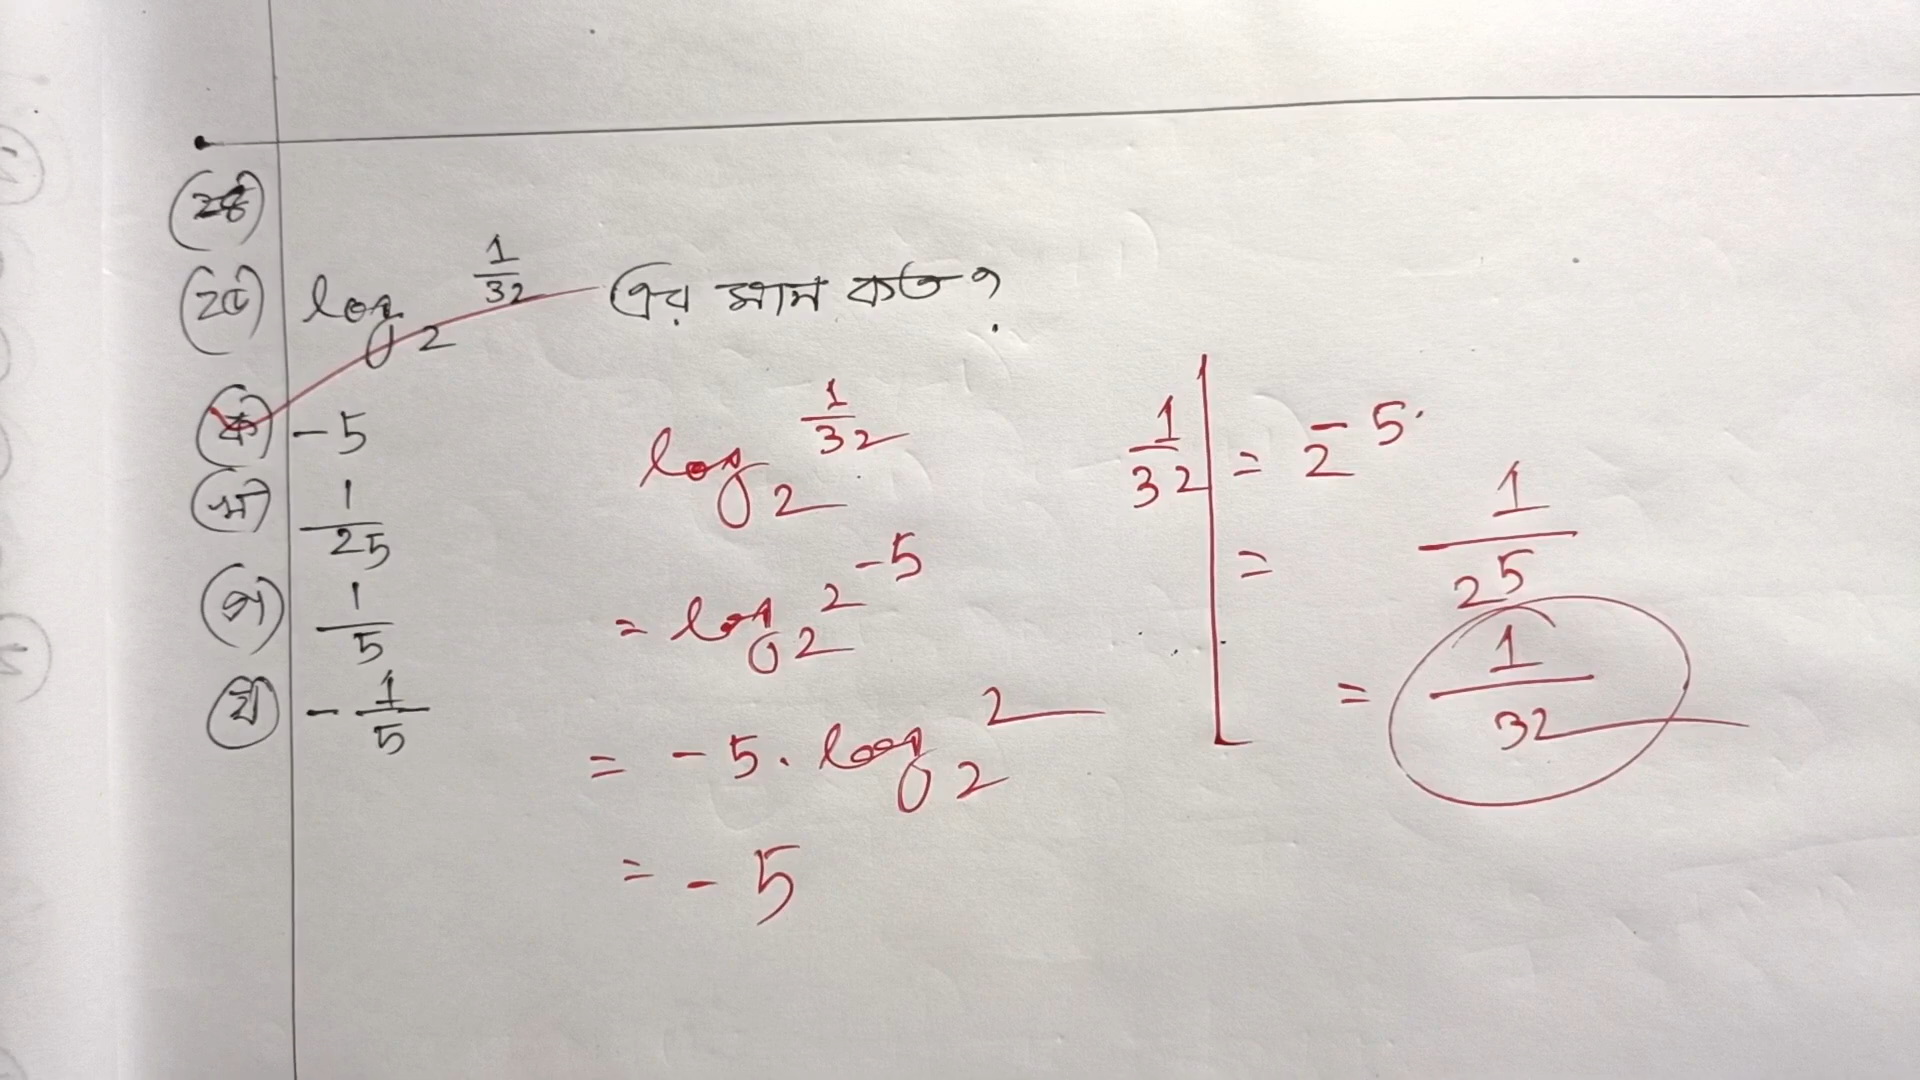 (২৪)
(২৫) log₂ 1/32 এর মান কত?
(ক) -5
(খ) 1/25
(গ) 1/5
(ঘ) - 1/5
log₂ 1/32
= log₂ 2⁻⁵
= - 5. log₂ 2
= - 5
1/32 = 2⁻⁵
= 1/2⁵
= 1/32